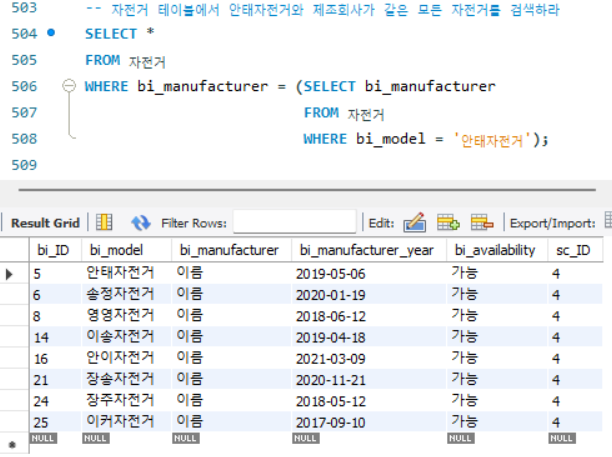 503 -- 자전거 테이블에서 안태자전거와 제조회사가 같은 모든 자전거를 검색하라
504 SELECT *
505 FROM 자전거
506 WHERE bi_manufacturer = (SELECT bi_manufacturer
507 FROM 자전거
508 WHERE bi_model = '안태자전거');
509
Result Grid Filter Rows: Edit: Export/Import:
bi_ID bi_model bi_manufacturer bi_manufacturer_year bi_availability sc_ID
5 안태자전거 이름 2019-05-06 가능 4
6 송정자전거 이름 2020-01-19 가능 4
8 영영자전거 이름 2018-06-12 가능 4
14 이송자전거 이름 2019-04-18 가능 4
16 안이자전거 이름 2021-03-09 가능 4
21 장송자전거 이름 2020-11-21 가능 4
24 장주자전거 이름 2018-05-12 가능 4
25 이커자전거 이름 2017-09-10 가능 4
NULL NULL NULL NULL NULL NULL